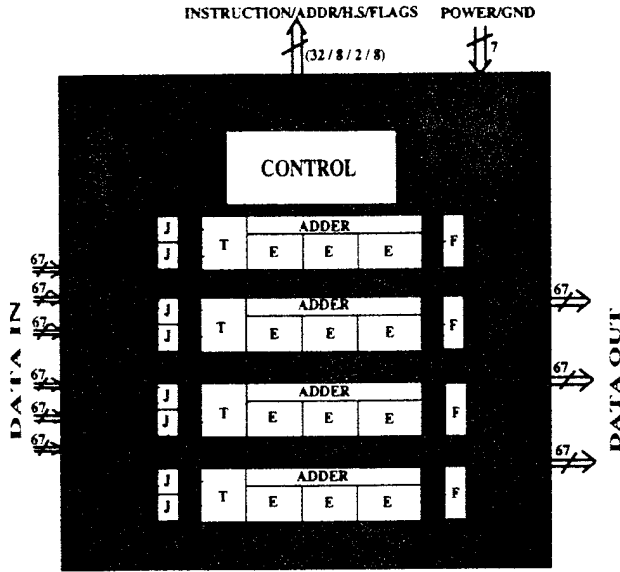 INSTRUCTION/ADDR/H.S/FLAGS POWER/GND
(32 / 8 / 2 / 8) 7
CONTROL
J T ADDER F
J E E E
67
67 J T ADDER 67
67 J E E E F
67 J T ADDER F 67
67 J E E E
67 67
J T ADDER F
J E E E
DATA IN
DATA OUT